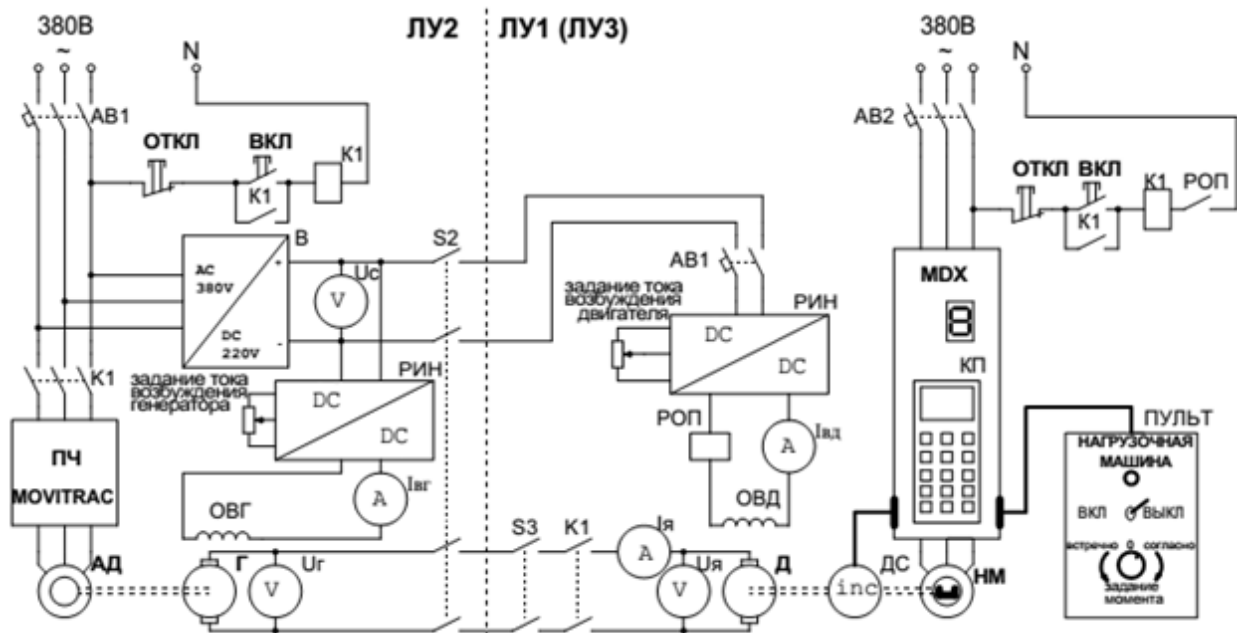 380В
~
N
ЛУ2
ЛУ1 (ЛУ3)
380В
~
N
АВ1
ОТКЛ
ВКЛ
К1
К1
АВ2
ОТКЛ
ВКЛ
К1
РОП
К1
В
S2
AC
380V
DC
220V
+
-
Uс
V
АВ1
задание тока
возбуждения
двигателя
РИН
DC
DC
MDX
8
КП
К1
задание тока
возбуждения
генератора
РИН
DC
DC
РОП
A
Iвд
ОВД
ПУЛЬТ
НАГРУЗОЧНАЯ
МАШИНА
ВКЛ
ВЫКЛ
встречно 0 согласно
задание
момента
ПЧ
MOVITRAC
ОВГ
A
Iвг
S3
К1
Iя
A
АД
Г
V
Uг
V
Uя
Д
inc
ДС
НМ